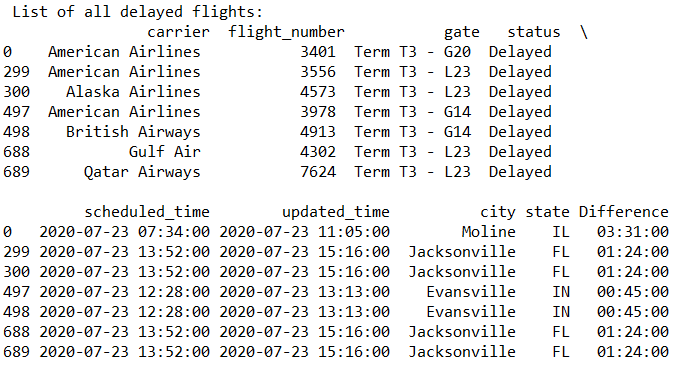 List of all delayed flights:
carrier flight_number gate status \
0 American Airlines 3401 Term T3 - G20 Delayed
299 American Airlines 3556 Term T3 - L23 Delayed
300 Alaska Airlines 4573 Term T3 - L23 Delayed
497 American Airlines 3978 Term T3 - G14 Delayed
498 British Airways 4913 Term T3 - G14 Delayed
688 Gulf Air 4302 Term T3 - L23 Delayed
689 Qatar Airways 7624 Term T3 - L23 Delayed
scheduled_time updated_time city state Difference
0 2020-07-23 07:34:00 2020-07-23 11:05:00 Moline IL 03:31:00
299 2020-07-23 13:52:00 2020-07-23 15:16:00 Jacksonville FL 01:24:00
300 2020-07-23 13:52:00 2020-07-23 15:16:00 Jacksonville FL 01:24:00
497 2020-07-23 12:28:00 2020-07-23 13:13:00 Evansville IN 00:45:00
498 2020-07-23 12:28:00 2020-07-23 13:13:00 Evansville IN 00:45:00
688 2020-07-23 13:52:00 2020-07-23 15:16:00 Jacksonville FL 01:24:00
689 2020-07-23 13:52:00 2020-07-23 15:16:00 Jacksonville FL 01:24:00